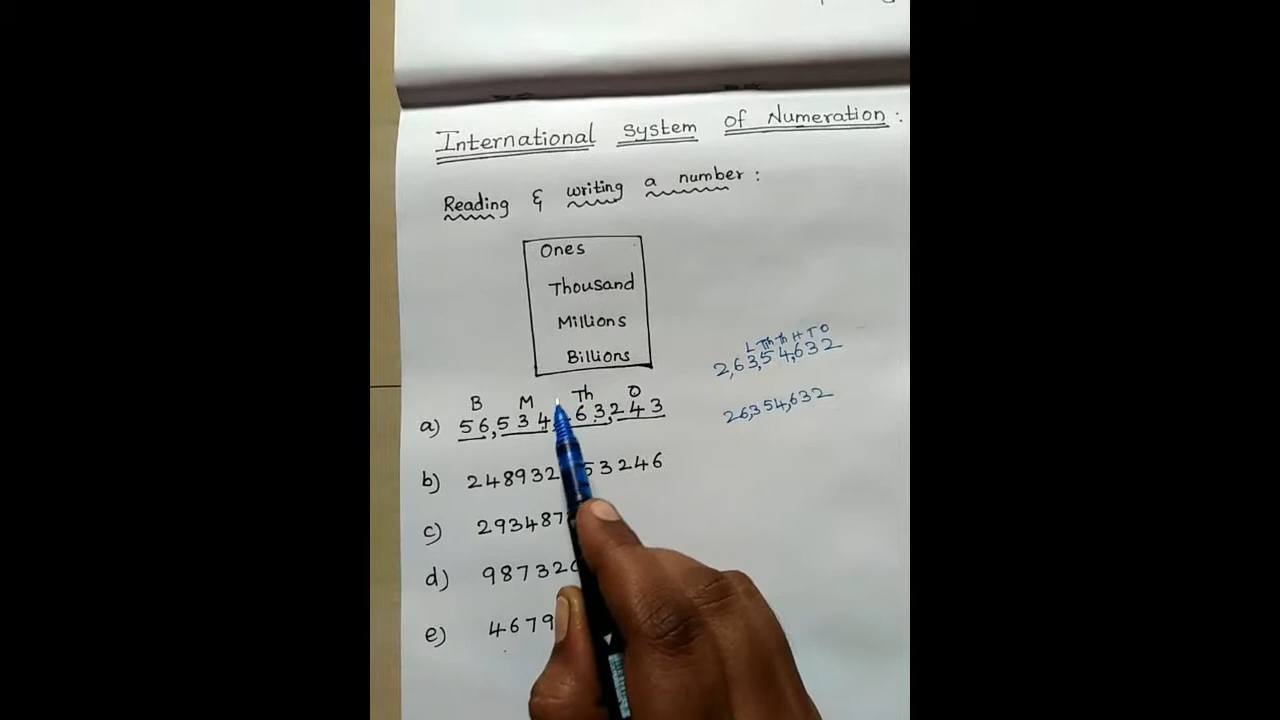 International System of Numeration :
Reading & writing a number :
Ones
Thousand
Millions
Billions
L TTh Th H T O
2,63,54,632
26,354,632
B M Th O
a) 56,534, 63,243
b) 248932 53246
c) 293487
d) 98732
e) 4679